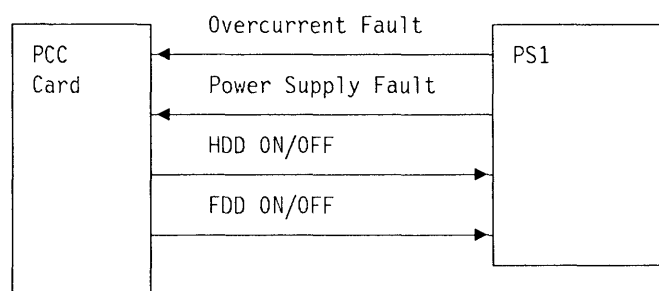 Overcurrent Fault
PCC
Card
PS1
Power Supply Fault
HDD ON/OFF
FDD ON/OFF